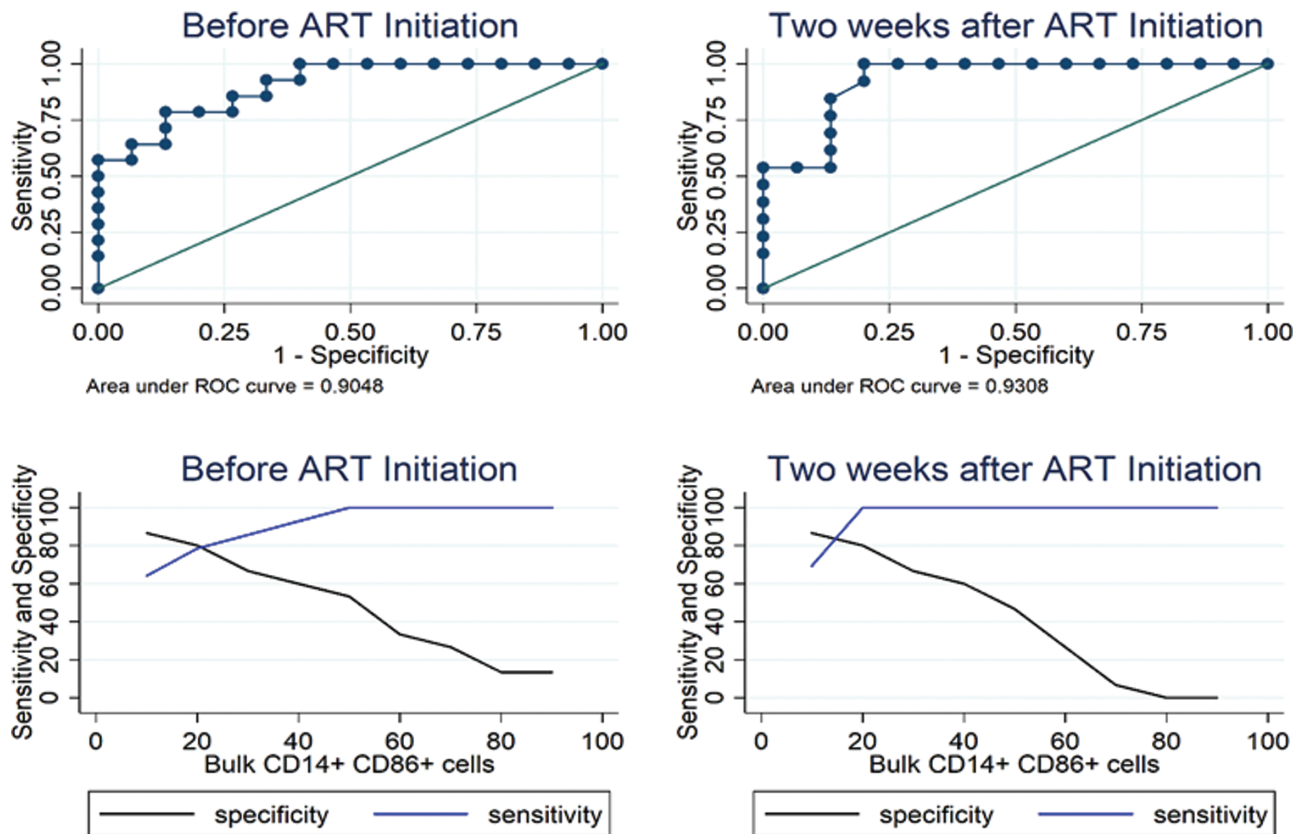 Before ART Initiation
Sensitivity
1.00
0.75
0.50
0.25
0.00
0.00 0.25 0.50 0.75 1.00
1 - Specificity
Area under ROC curve = 0.9048
Two weeks after ART Initiation
Sensitivity
1.00
0.75
0.50
0.25
0.00
0.00 0.25 0.50 0.75 1.00
1 - Specificity
Area under ROC curve = 0.9308
Before ART Initiation
Sensitivity and Specificity
100
80
60
40
20
0
0 20 40 60 80 100
Bulk CD14+ CD86+ cells
specificity sensitivity
Two weeks after ART Initiation
Sensitivity and Specificity
100
80
60
40
20
0
0 20 40 60 80 100
Bulk CD14+ CD86+ cells
specificity sensitivity